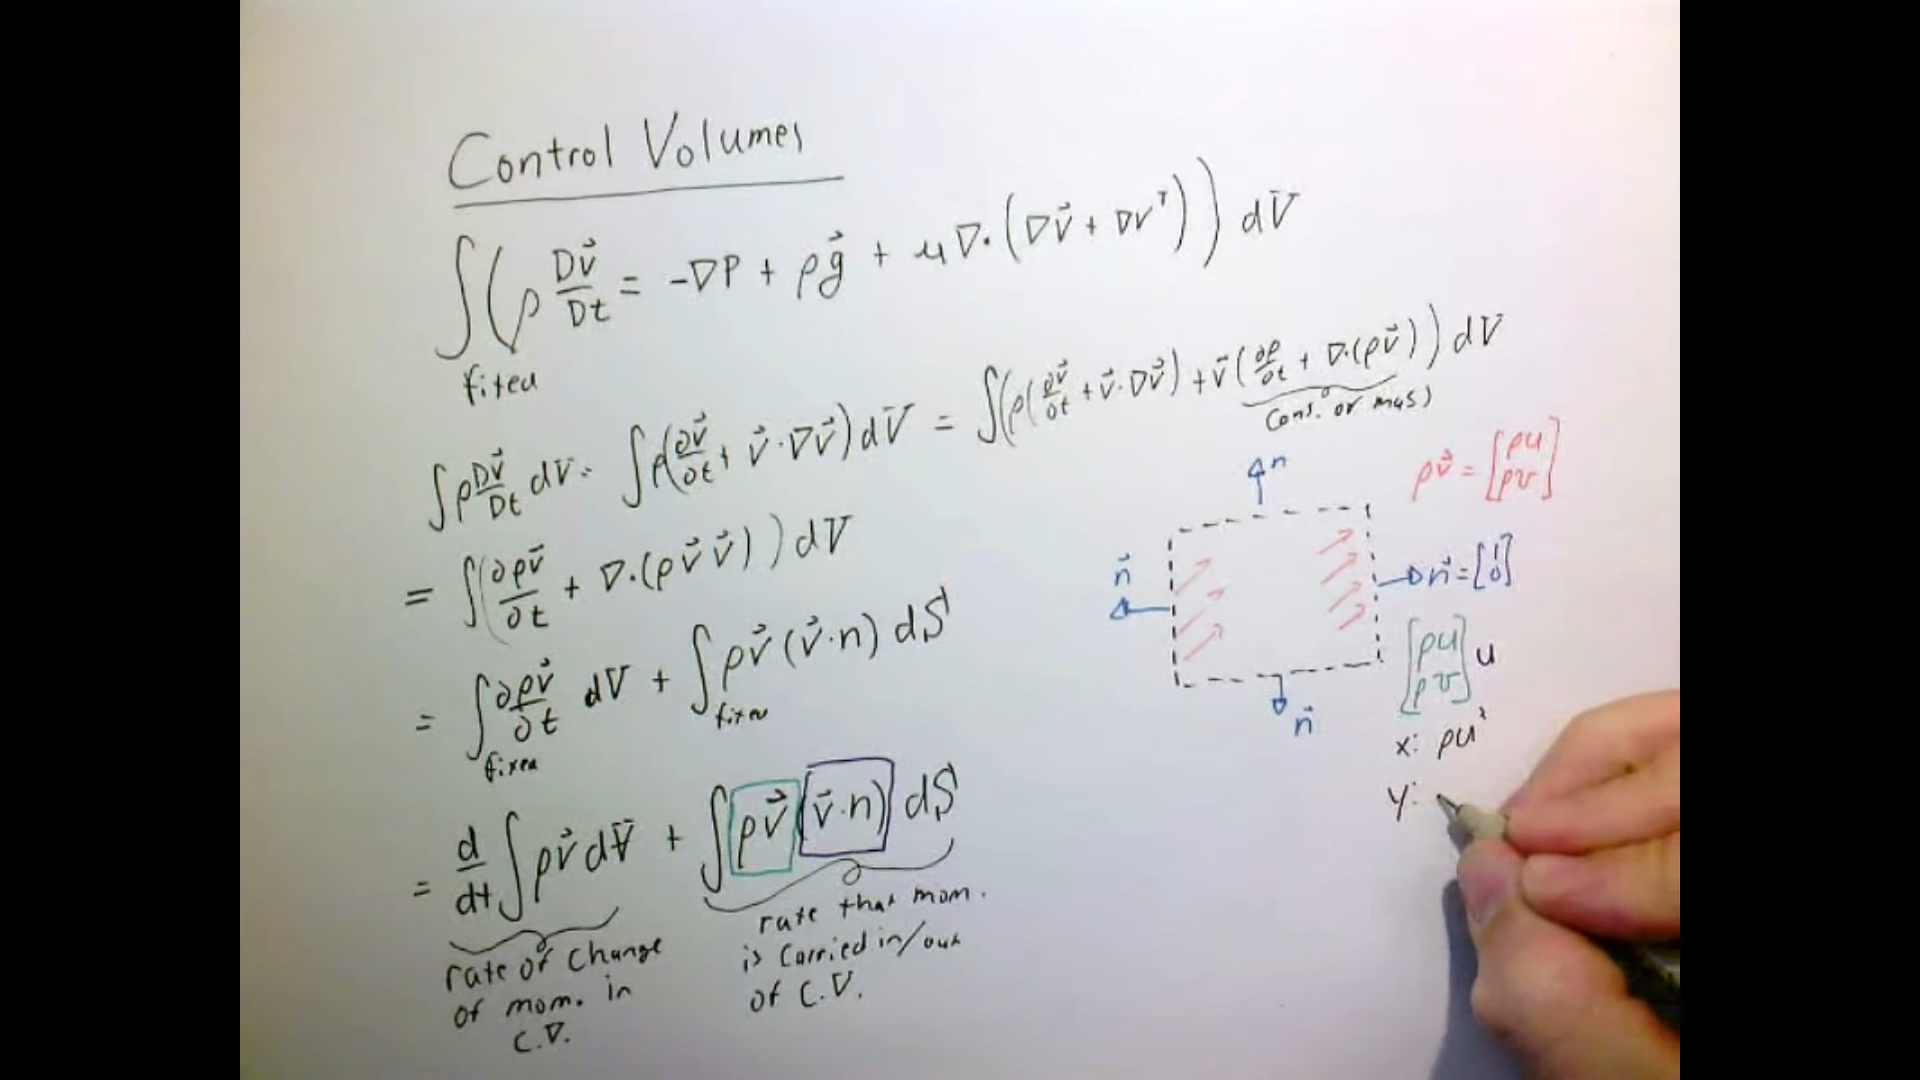 Control Volumes
∫(ρ Dv⃗/Dt = -∇P + ρg⃗ + μ∇·(∇v⃗ + ∇v^T)) dV
fixed
∫ρ Dv⃗/Dt dV = ∫ρ(∂v⃗/∂t + v⃗·∇v⃗) dV = ∫(ρ(∂v⃗/∂t + v⃗·∇v⃗) + v⃗(∂ρ/∂t + ∇·(ρv⃗))) dV
Cons. of mass
= ∫(∂ρv⃗/∂t + ∇·(ρv⃗v⃗)) dV
= ∫∂ρv⃗/∂t dV + ∫ρv⃗(v⃗·n) dS
fixed fixed
= d/dt ∫ρv⃗dV + ∫ρv⃗(v⃗·n) dS
rate of change
of mom. in
C.V.
rate that mom.
is carried in/out
of C.V.
n
ρv⃗ = [ρu
ρv]
n⃗
n⃗ = [1
0]
n⃗
[ρu
ρv] u
x: ρu²
y: